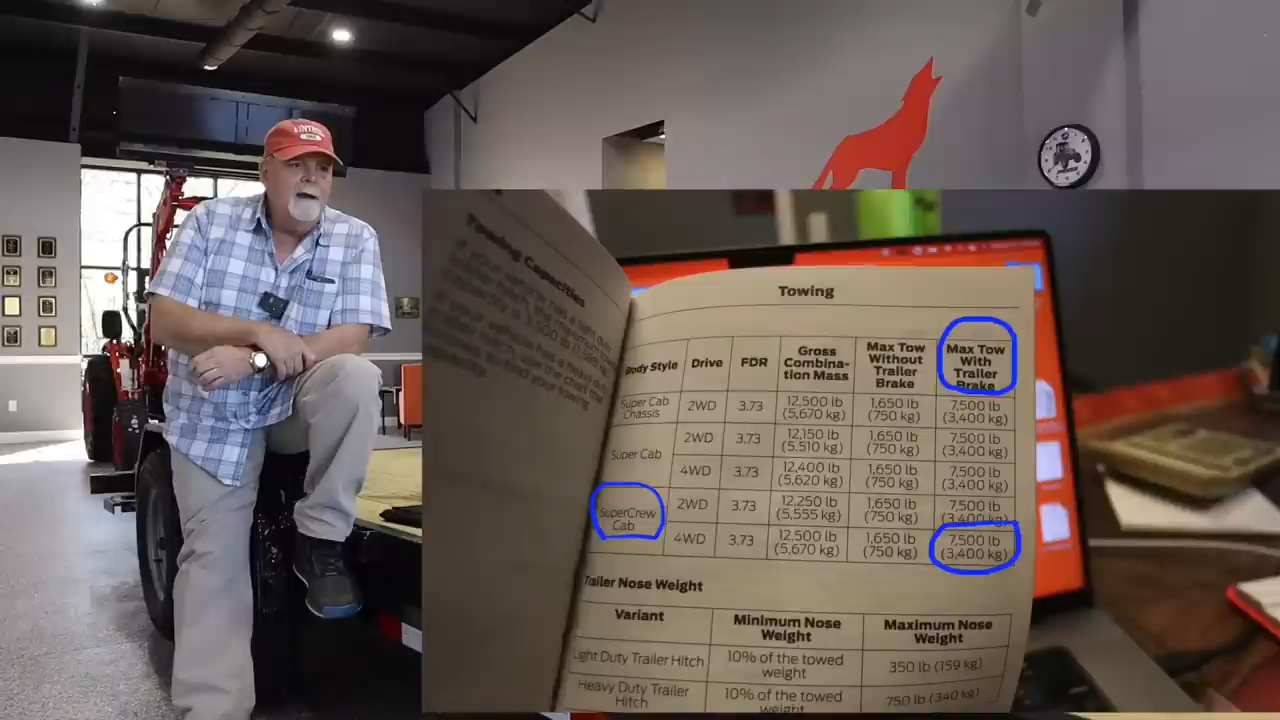 Towing Capacities
Towing
Body Style Drive FDR Gross Combina- tion Mass Max Tow Without Trailer Brake Max Tow With Trailer Brake
Super Cab Chassis 2WD 3.73 12,500 lb (5,670 kg) 1,650 lb (750 kg) 7,500 lb (3,400 kg)
Super Cab 2WD 3.73 12,150 lb (5,510 kg) 1,650 lb (750 kg) 7,500 lb (3,400 kg)
4WD 3.73 12,400 lb (5,620 kg) 1,650 lb (750 kg) 7,500 lb (3,400 kg)
SuperCrew Cab 2WD 3.73 12,250 lb (5,555 kg) 1,650 lb (750 kg) 7,500 lb (3,400 kg)
4WD 3.73 12,500 lb (5,670 kg) 1,650 lb (750 kg) 7,500 lb (3,400 kg)
Trailer Nose Weight
Variant Minimum Nose Weight Maximum Nose Weight
Light Duty Trailer Hitch 10% of the towed weight 350 lb (159 kg)
Heavy Duty Trailer Hitch 10% of the towed weight 750 lb (340 kg)